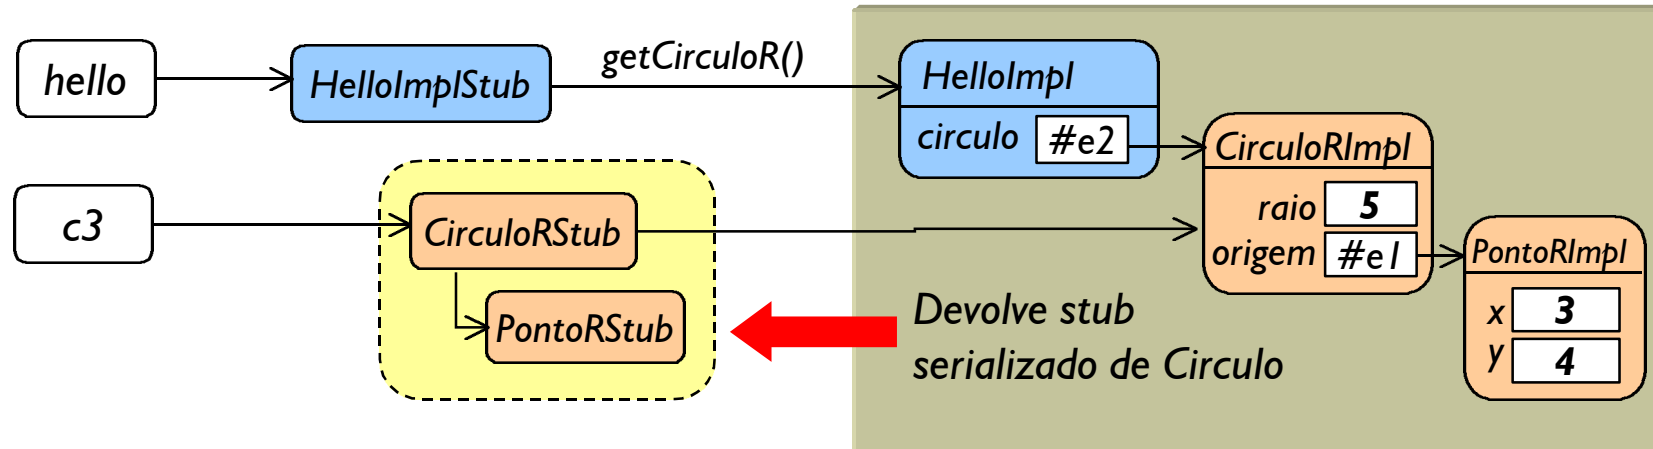 hello
HelloImplStub
getCirculoR()
HelloImpl
circulo #e2
CirculoRImpl
raio 5
origem #e1
PontoRImpl
x 3
y 4
c3
CirculoRStub
PontoRStub
Devolve stub
serializado de Circulo